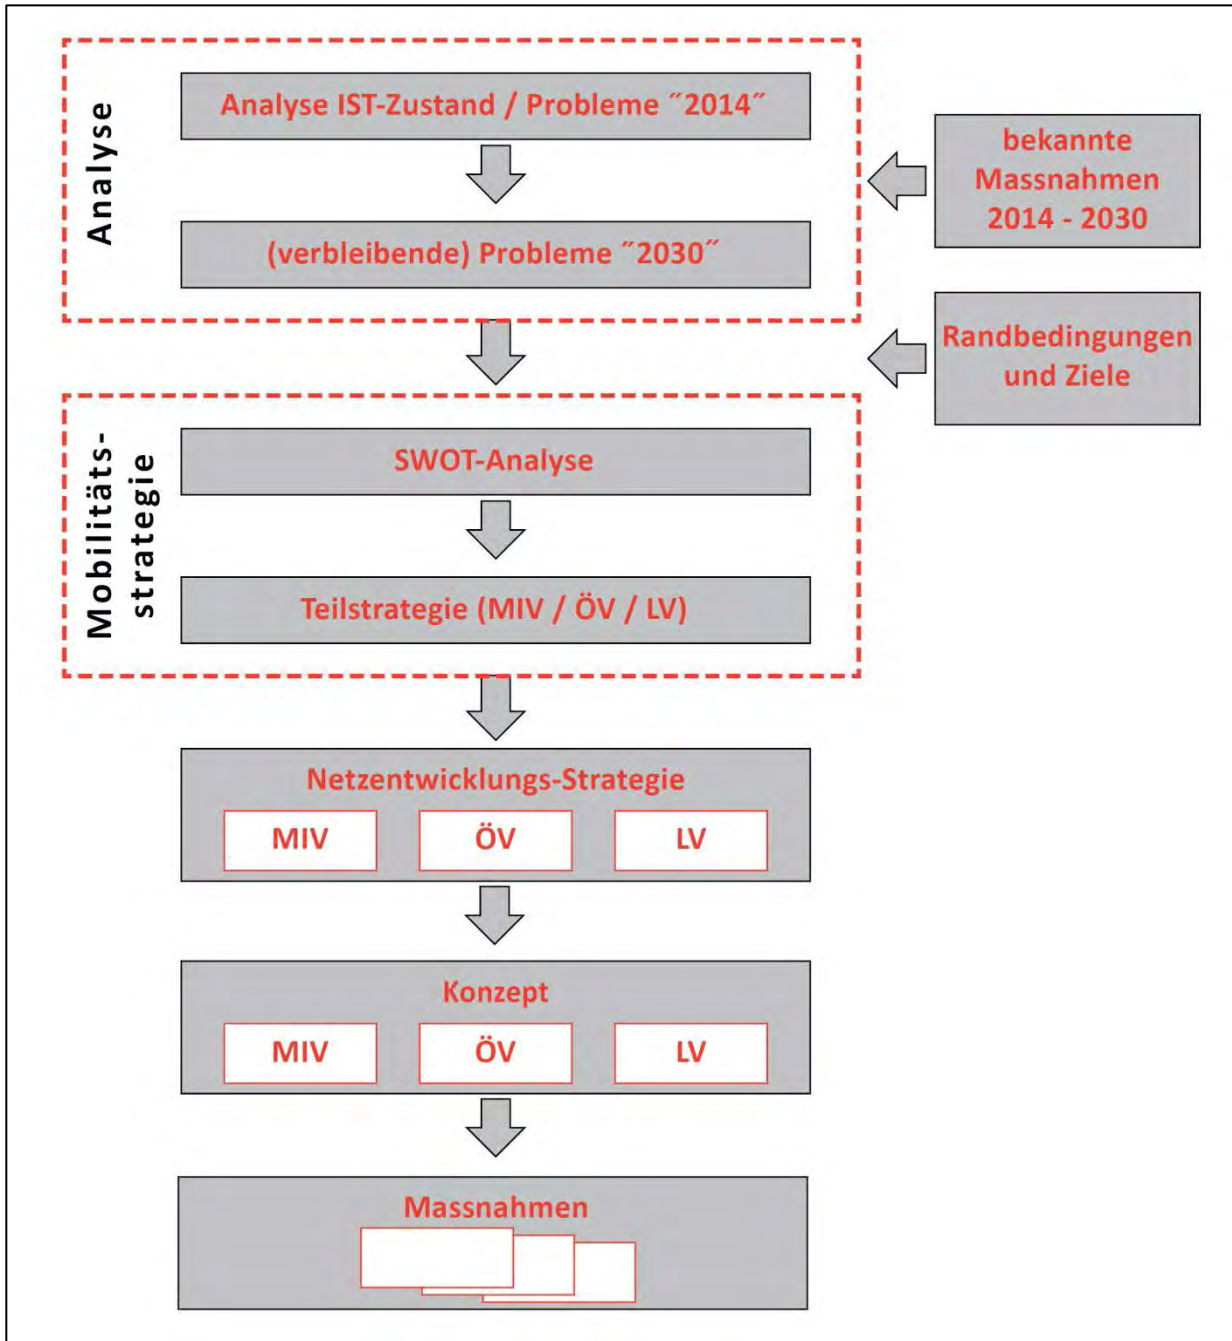 Analyse
Analyse IST-Zustand / Probleme ˝2014˝
(verbleibende) Probleme ˝2030˝
bekannte
Massnahmen
2014 - 2030
Randbedingungen
und Ziele
Mobilitäts-
strategie
SWOT-Analyse
Teilstrategie (MIV / ÖV / LV)
Netzentwicklungs-Strategie
MIV ÖV LV
Konzept
MIV ÖV LV
Massnahmen